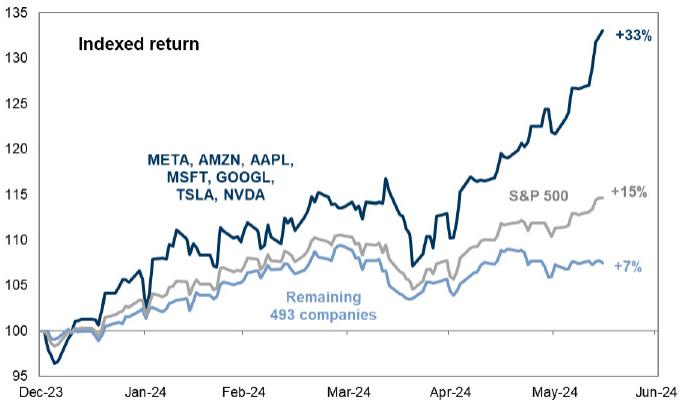 Indexed return
135
130
125
120
115
110
105
100
95
+33%
META, AMZN, AAPL,
MSFT, GOOGL,
TSLA, NVDA
S&P 500
+15%
+7%
Remaining
493 companies
Dec-23 Jan-24 Feb-24 Mar-24 Apr-24 May-24 Jun-24